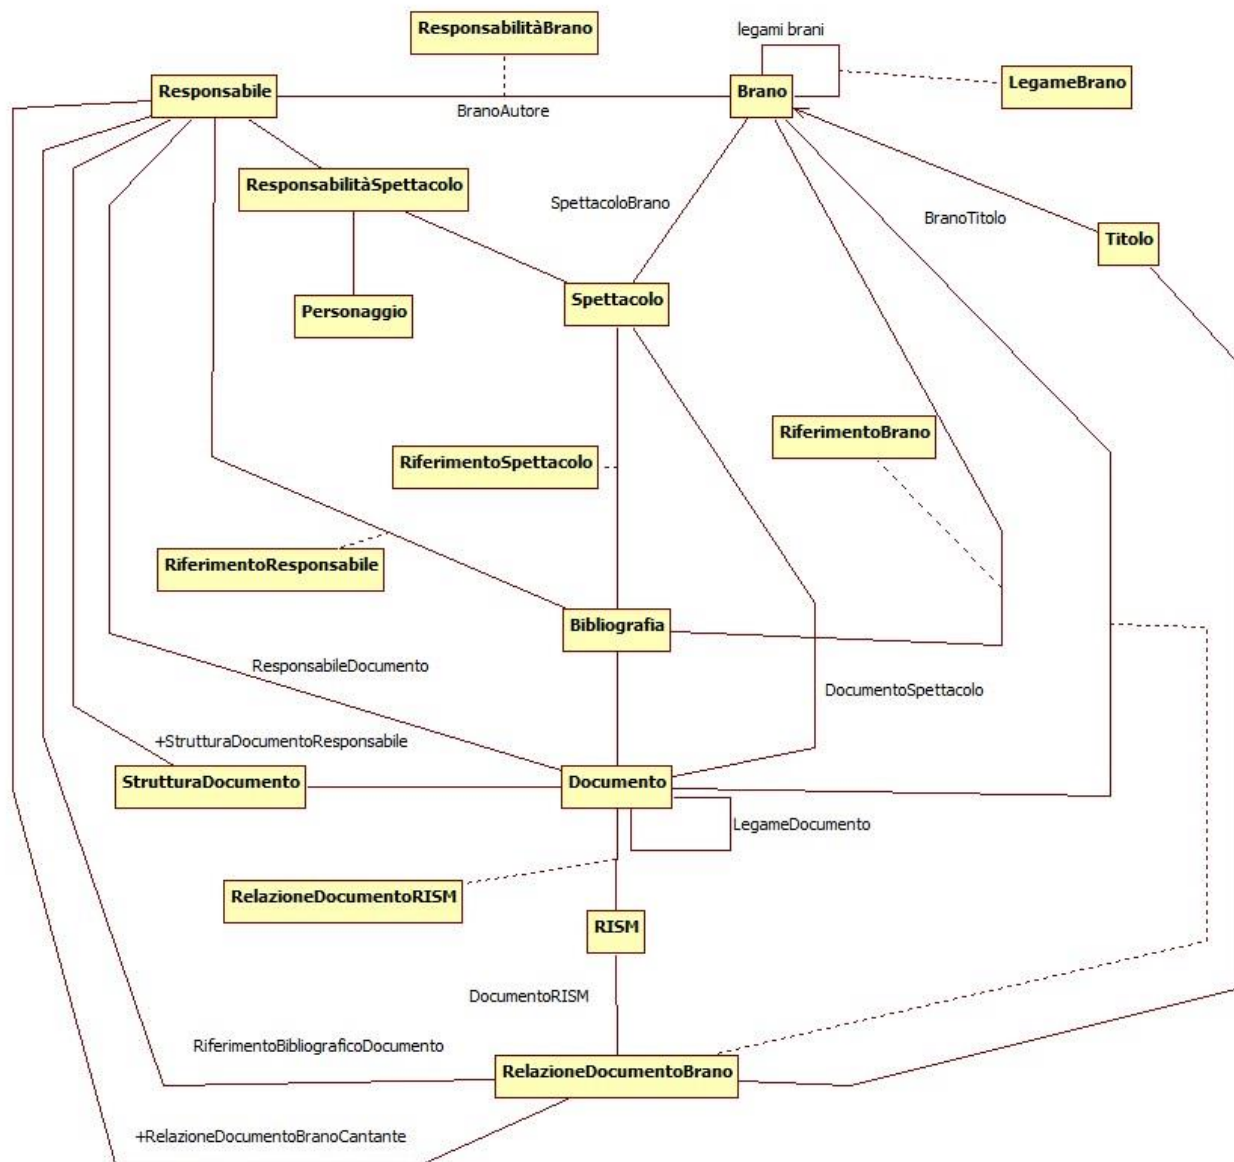 ResponsabilitàBrano
legami brani
Responsabile
Brano
LegameBrano
BranoAutore
ResponsabilitàSpettacolo
SpettacoloBrano
BranoTitolo
Titolo
Spettacolo
Personaggio
RiferimentoBrano
RiferimentoSpettacolo
RiferimentoResponsabile
Bibliografia
ResponsabileDocumento
DocumentoSpettacolo
+StrutturaDocumentoResponsabile
StrutturaDocumento
Documento
LegameDocumento
RelazioneDocumentoRISM
RISM
DocumentoRISM
RiferimentoBibliograficoDocumento
RelazioneDocumentoBrano
+RelazioneDocumentoBranoCantante